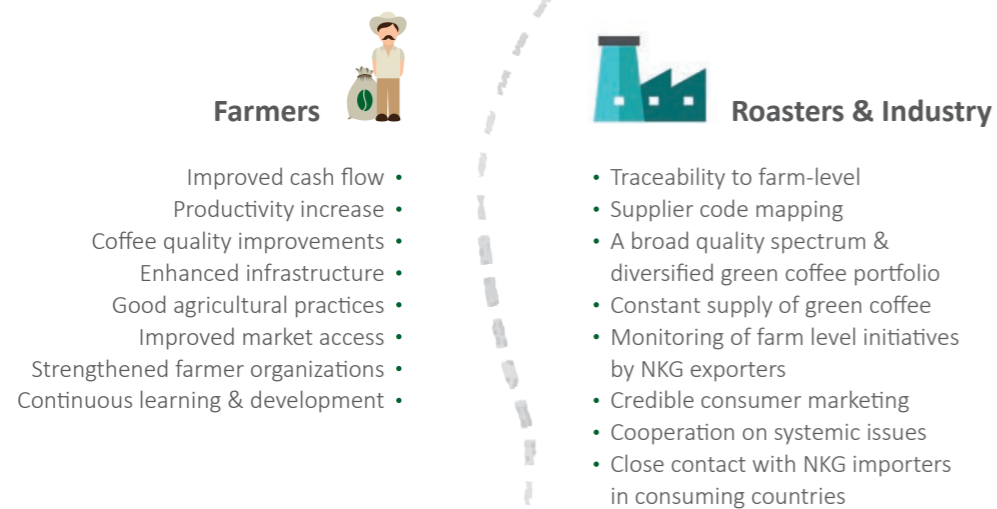 Farmers
Improved cash flow •
Productivity increase •
Coffee quality improvements •
Enhanced infrastructure •
Good agricultural practices •
Improved market access •
Strengthened farmer organizations •
Continuous learning & development •
Roasters & Industry
• Traceability to farm-level
• Supplier code mapping
• A broad quality spectrum &
diversified green coffee portfolio
• Constant supply of green coffee
• Monitoring of farm level initiatives
by NKG exporters
• Credible consumer marketing
• Cooperation on systemic issues
• Close contact with NKG importers
in consuming countries